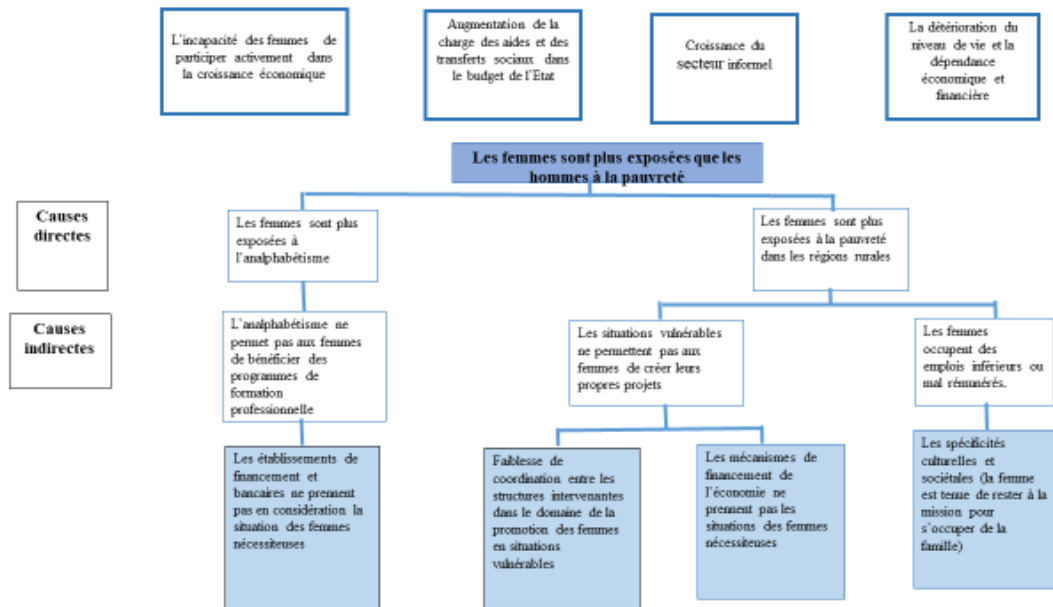 L'incapacité des femmes de
participer activement dans
la croissance économique
Augmentation de la
charge des aides et des
transferts sociaux dans
le budget de l'Etat
Croissance du
secteur informel
La détérioration du
niveau de vie et la
dépendance
économique et
financière
Les femmes sont plus exposées que les
hommes à la pauvreté
Causes
directes
Les femmes sont plus
exposées à
l'analphabétisme
Les femmes sont plus
exposées à la pauvreté
dans les régions rurales
Causes
indirectes
L'analphabétisme ne
permet pas aux femmes
de bénéficier des
programmes de
formation
professionnelle
Les situations vulnérables
ne permettent pas aux
femmes de créer leurs
propres projets
Les femmes
occupent des
emplois inférieurs ou
mal rémunérés.
Les établissements de
financement et
bancaires ne prennent
pas en considération la
situation des femmes
nécessiteuses
Faiblesse de
coordination entre les
structures intervenantes
dans le domaine de la
promotion des femmes
en situations
vulnérables
Les mécanismes de
financement de
l'économie ne
prennent pas les
situations des femmes
nécessiteuses
Les spécificités
culturelles et
sociétales (la femme
est tenue de rester à la
mission pour
s'occuper de la
famille)